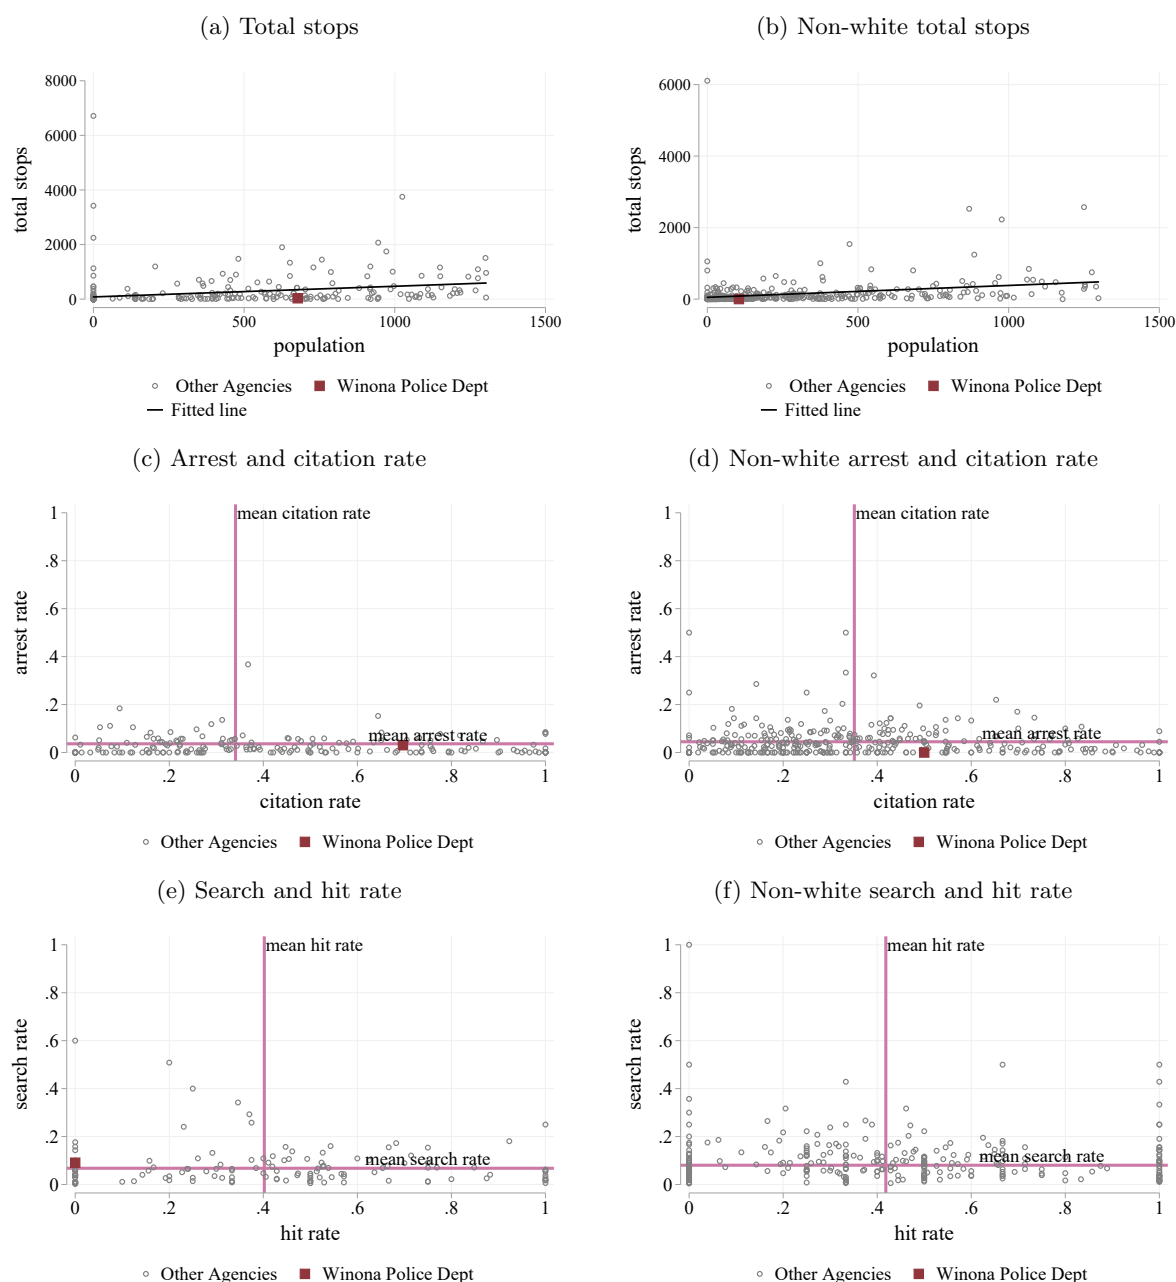 (a) Total stops
(b) Non-white total stops
8000
6000
4000
2000
0
total stops
0
500
1000
1500
population
Other Agencies
Winona Police Dept
Fitted line
6000
4000
2000
0
total stops
0
500
1000
1500
population
Other Agencies
Winona Police Dept
Fitted line
(c) Arrest and citation rate
(d) Non-white arrest and citation rate
mean citation rate
1
.8
.6
.4
.2
0
arrest rate
mean arrest rate
0
.2
.4
.6
.8
1
citation rate
Other Agencies
Winona Police Dept
mean citation rate
1
.8
.6
.4
.2
0
arrest rate
mean arrest rate
0
.2
.4
.6
.8
1
citation rate
Other Agencies
Winona Police Dept
(e) Search and hit rate
(f) Non-white search and hit rate
mean hit rate
1
.8
.6
.4
.2
0
search rate
mean search rate
0
.2
.4
.6
.8
1
hit rate
Other Agencies
Winona Police Dept
mean hit rate
1
.8
.6
.4
.2
0
search rate
mean search rate
0
.2
.4
.6
.8
1
hit rate
Other Agencies
Winona Police Dept